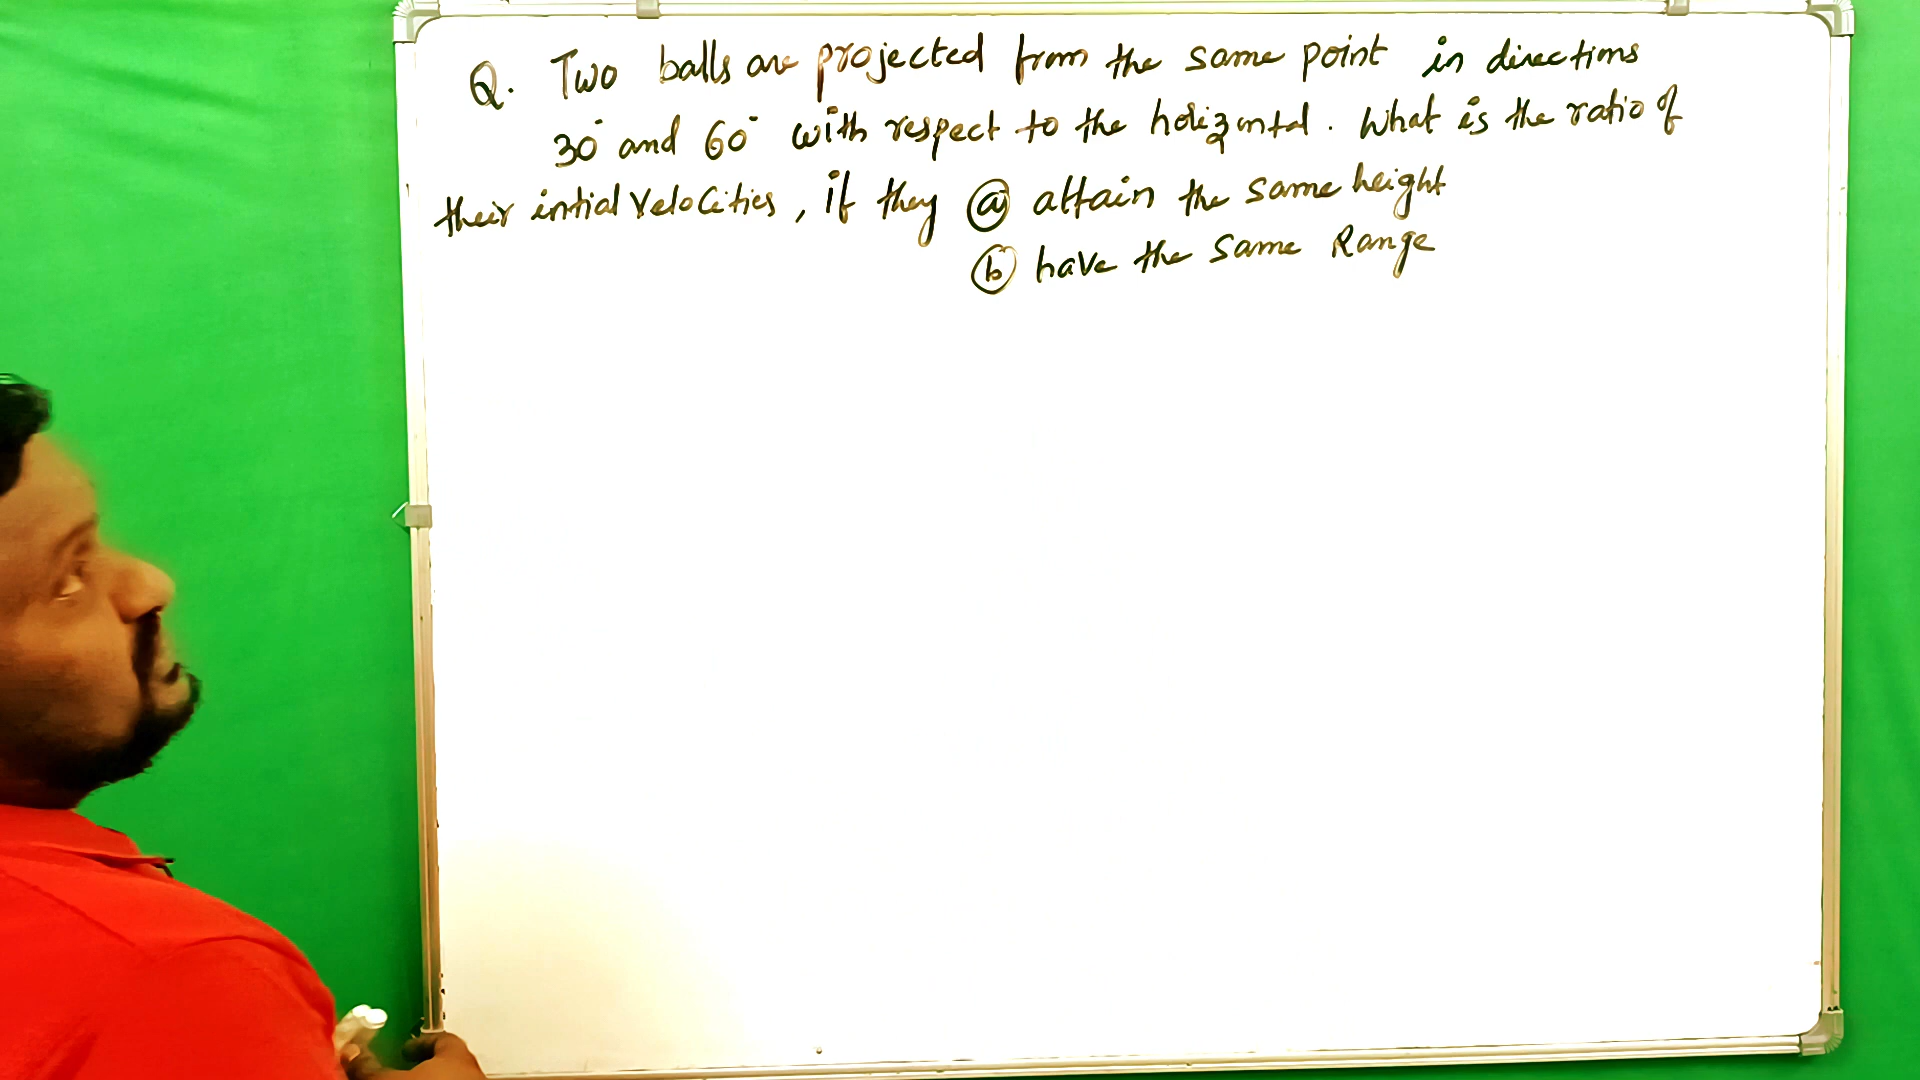 Q. Two balls are projected from the same point in directions
30° and 60° with respect to the horizontal. What is the ratio of
their intial velocities, if they ⓐ attain the same height
ⓑ have the same Range